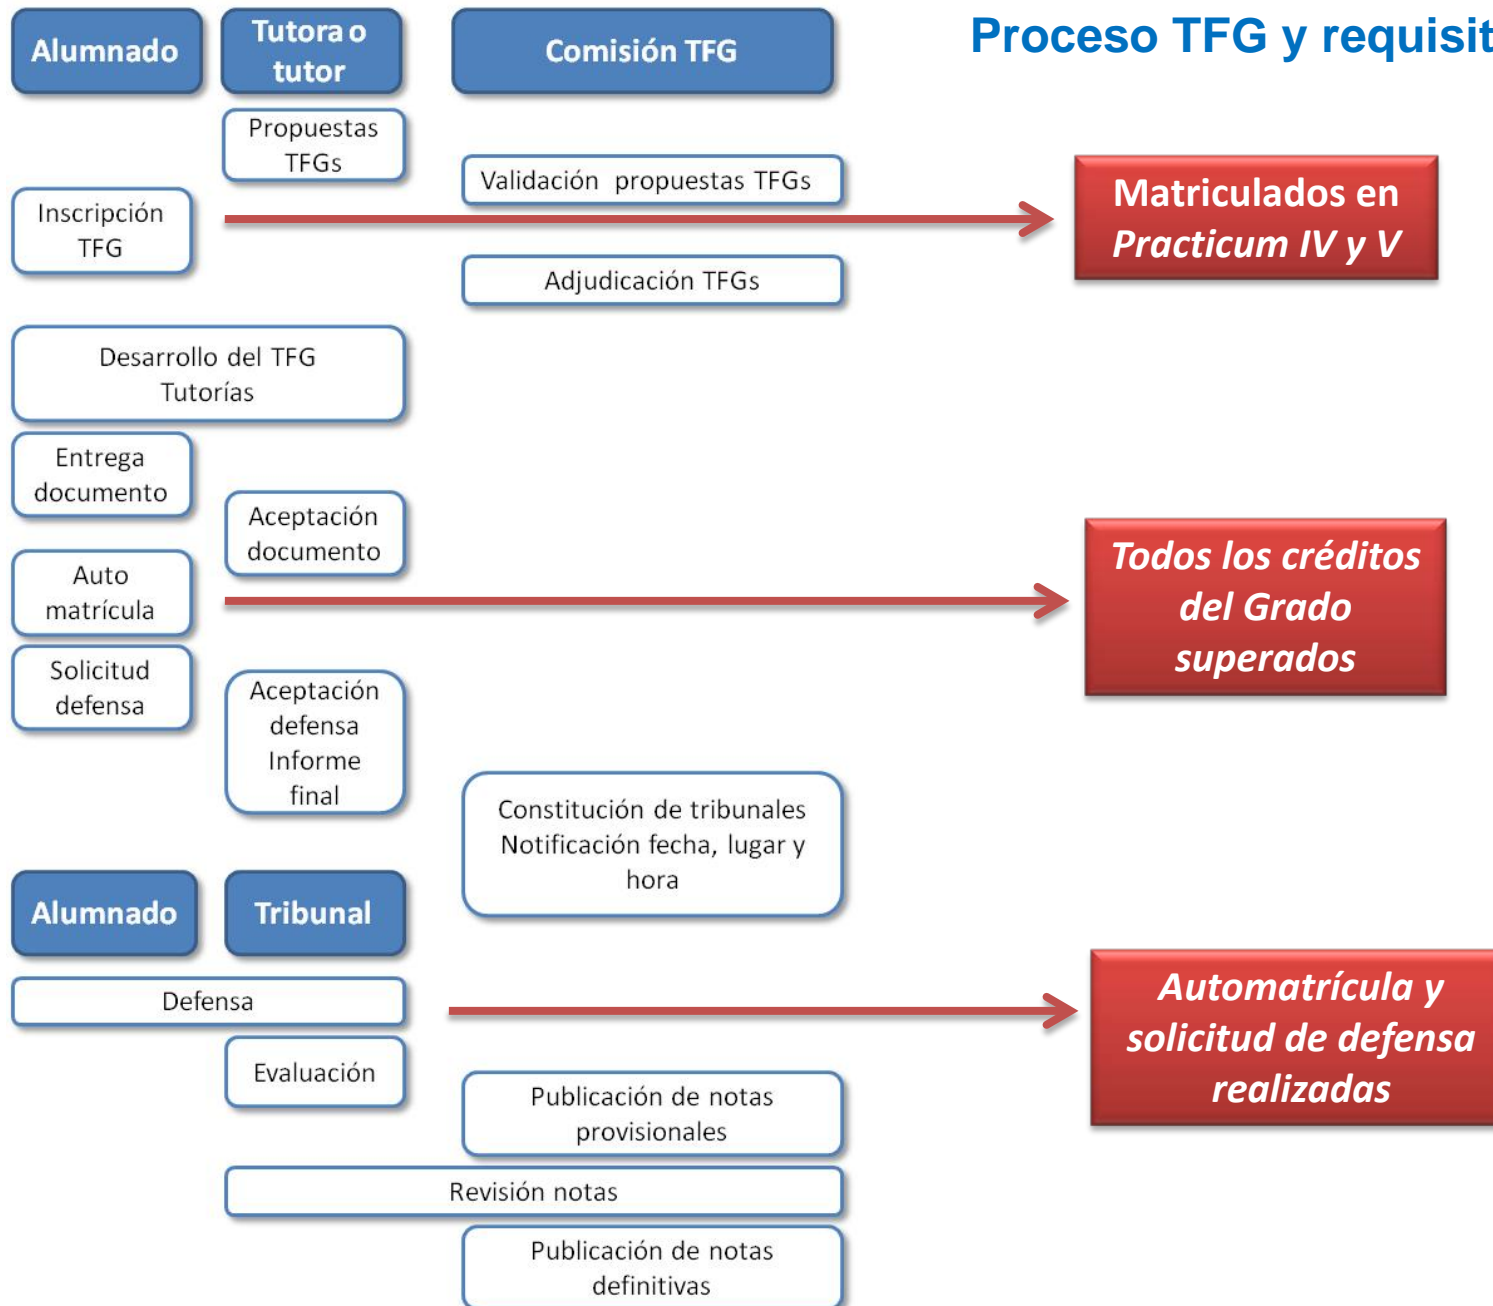 Proceso TFG y requisit
Alumnado
Tutora o
tutor
Comisión TFG
Propuestas
TFGs
Validación propuestas TFGs
Inscripción
TFG
Matriculados en
Practicum IV y V
Adjudicación TFGs
Desarrollo del TFG
Tutorías
Entrega
documento
Aceptación
documento
Auto
matrícula
Todos los créditos
del Grado
superados
Solicitud
defensa
Aceptación
defensa
Informe
final
Constitución de tribunales
Notificación fecha, lugar y
hora
Alumnado
Tribunal
Defensa
Automatrícula y
solicitud de defensa
realizadas
Evaluación
Publicación de notas
provisionales
Revisión notas
Publicación de notas
definitivas